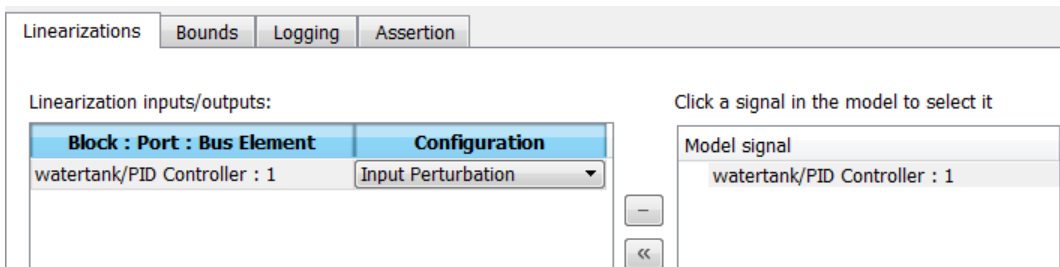 Linearizations Bounds Logging Assertion
Linearization inputs/outputs:
Click a signal in the model to select it
Block : Port : Bus Element Configuration
Model signal
watertank/PID Controller : 1 Input Perturbation
watertank/PID Controller : 1
−
«